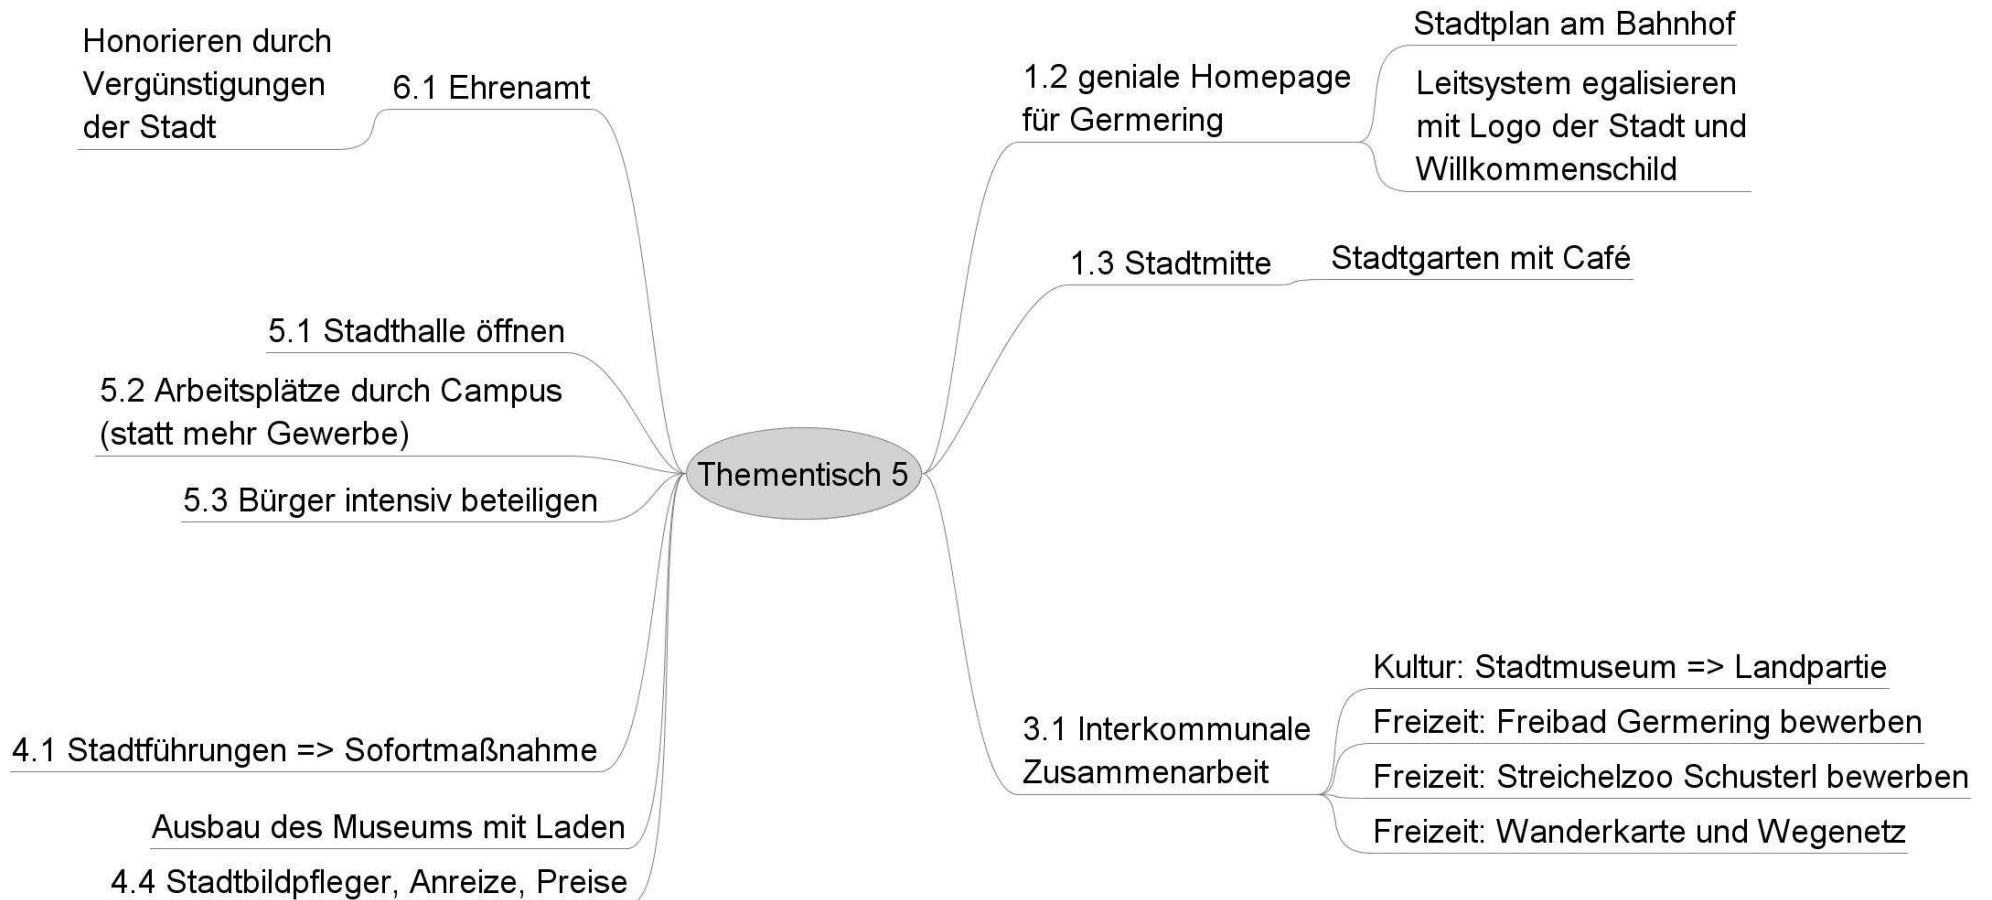 Honorieren durch
Vergünstigungen
der Stadt
6.1 Ehrenamt
5.1 Stadthalle öffnen
5.2 Arbeitsplätze durch Campus
(statt mehr Gewerbe)
5.3 Bürger intensiv beteiligen
4.1 Stadtführungen => Sofortmaßnahme
Ausbau des Museums mit Laden
4.4 Stadtbildpfleger, Anreize, Preise
Thementisch 5
1.2 geniale Homepage
für Germering
Stadtplan am Bahnhof
Leitsystem egalisieren
mit Logo der Stadt und
Willkommenschild
1.3 Stadtmitte
Stadtgarten mit Café
3.1 Interkommunale
Zusammenarbeit
Kultur: Stadtmuseum => Landpartie
Freizeit: Freibad Germering bewerben
Freizeit: Streichelzoo Schusterl bewerben
Freizeit: Wanderkarte und Wegenetz